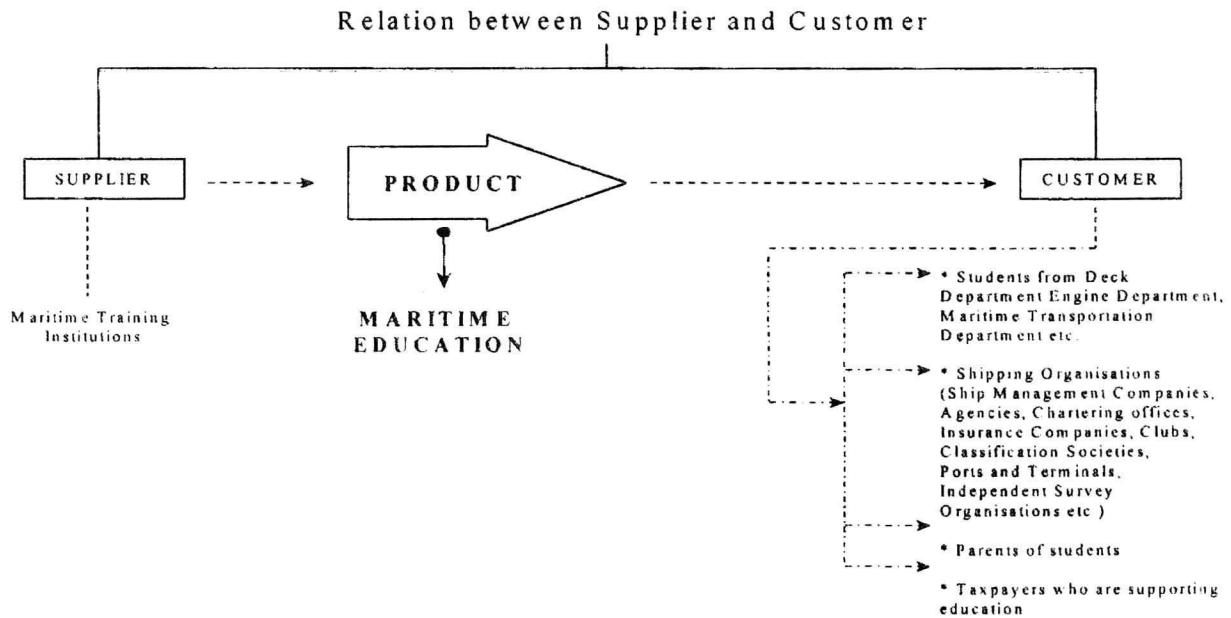 Relation between Supplier and Customer
SUPPLIER
PRODUCT
CUSTOMER
Maritime Training
Institutions
MARITIME
EDUCATION
* Students from Deck
Department Engine Department,
Maritime Transportation
Department etc.
* Shipping Organisations
(Ship Management Companies,
Agencies, Chartering offices,
Insurance Companies, Clubs,
Classification Societies,
Ports and Terminals,
Independent Survey
Organisations etc )
* Parents of students
* Taxpayers who are supporting
education